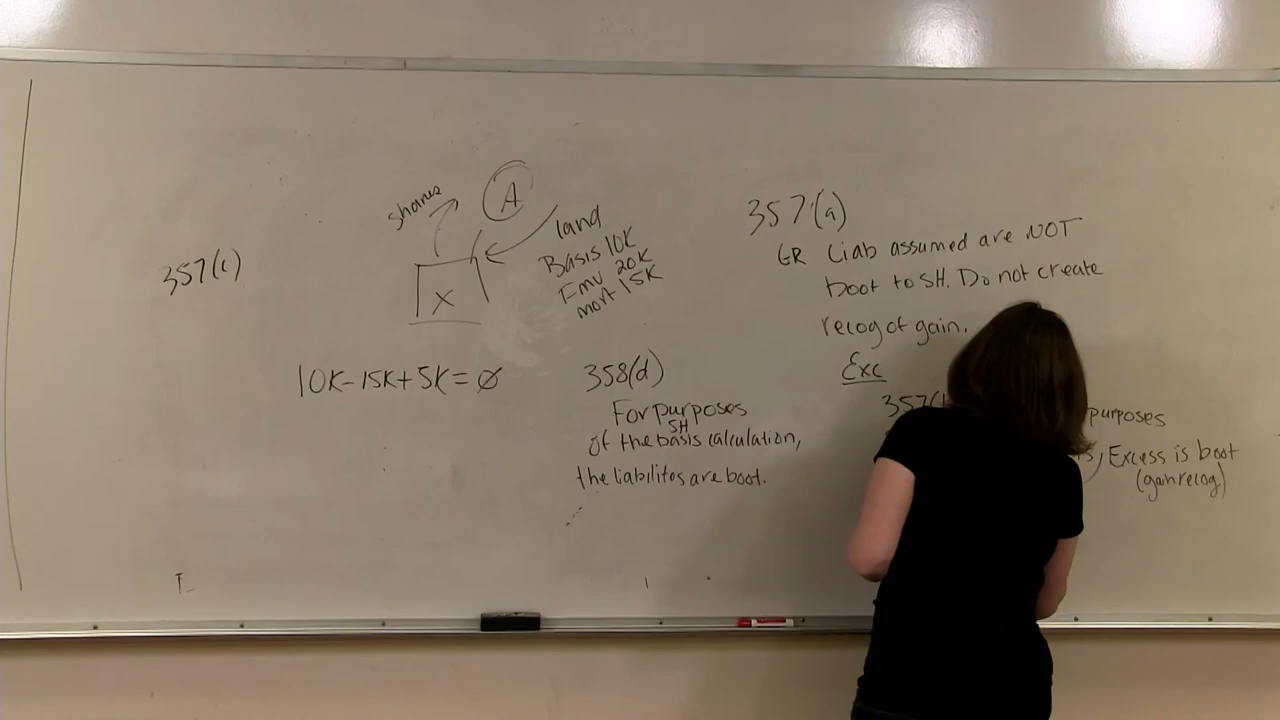 357(c)
shares
A
X
land
Basis 10K
Fmv 20K
mort 15K
10K-15K+5K=∅
358(d)
For purposes
SH
of the basis calculation,
the liabilites are boot.
357(a)
GR Liab assumed are NOT
boot to SH. Do not create
recog of gain.
Exc
357(
purposes
, Excess is boot
(gain recog)